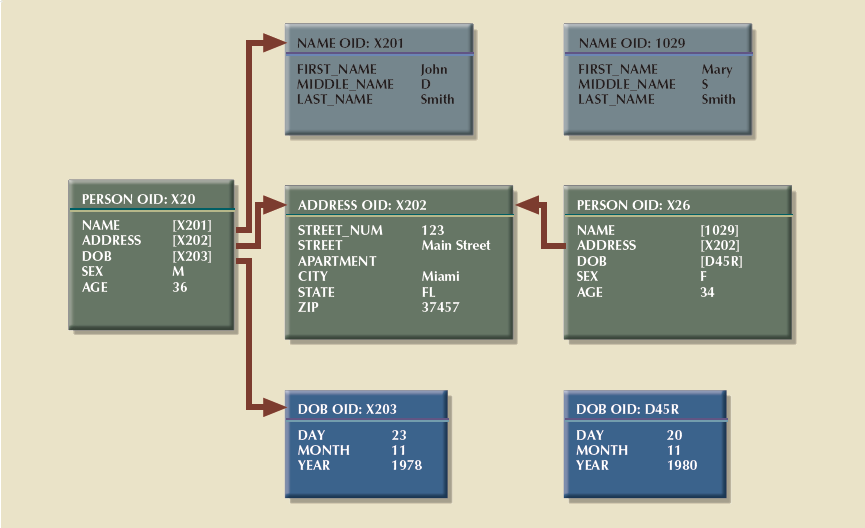 NAME OID: X201
FIRST_NAME John
MIDDLE_NAME D
LAST_NAME Smith
NAME OID: 1029
FIRST_NAME Mary
MIDDLE_NAME S
LAST_NAME Smith
PERSON OID: X20
NAME [X201]
ADDRESS [X202]
DOB [X203]
SEX M
AGE 36
ADDRESS OID: X202
STREET_NUM 123
STREET Main Street
APARTMENT
CITY Miami
STATE FL
ZIP 37457
PERSON OID: X26
NAME [1029]
ADDRESS [X202]
DOB [D45R]
SEX F
AGE 34
DOB OID: X203
DAY 23
MONTH 11
YEAR 1978
DOB OID: D45R
DAY 20
MONTH 11
YEAR 1980